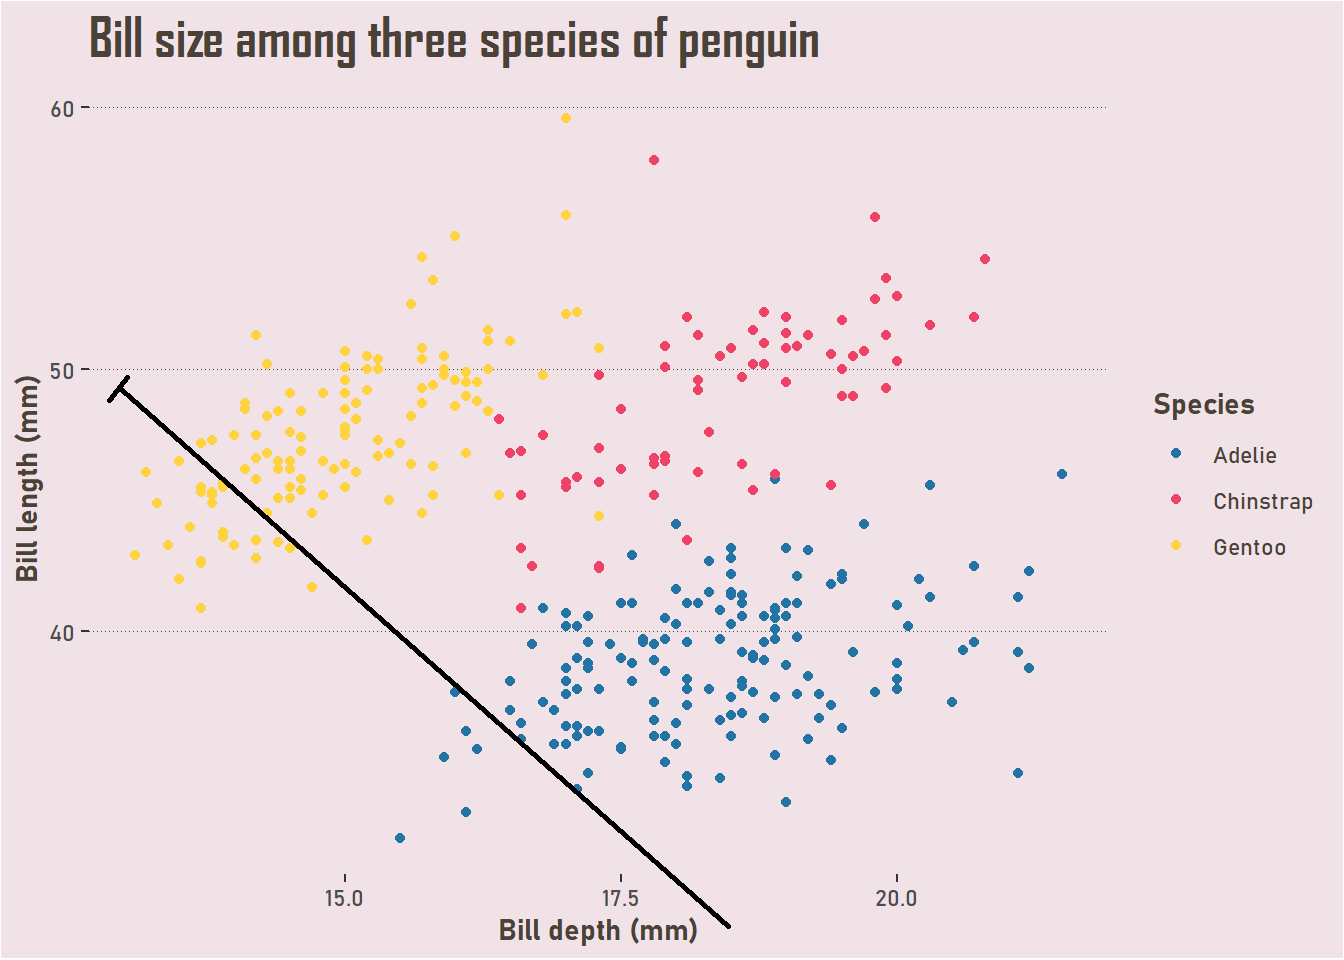 Bill size among three species of penguin
60
50
40
Bill length (mm)
15.0
17.5
20.0
Bill depth (mm)
Species
Adelie
Chinstrap
Gentoo